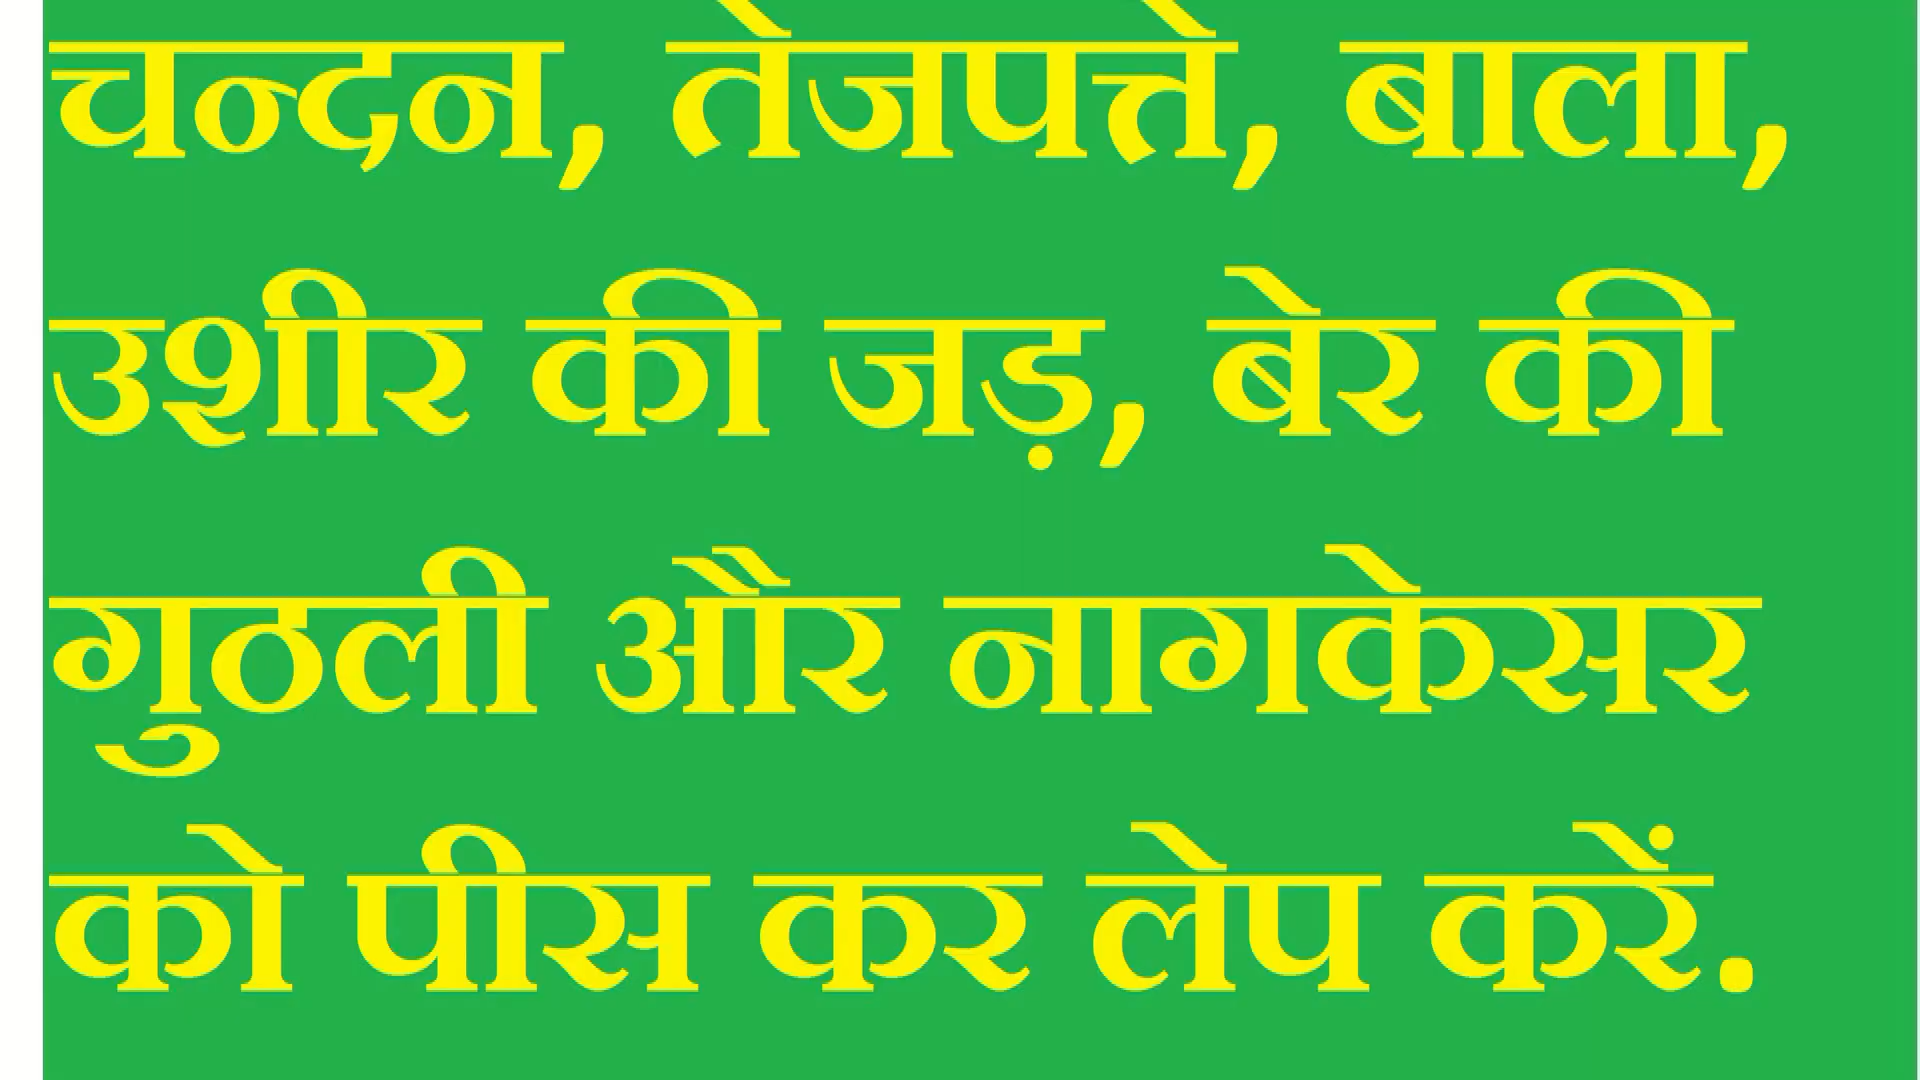 चन्दन, तेजपत्ते, बाला,
उशीर की जड़, बेर की
गुठली और नागकेसर
को पीस कर लेप करें.